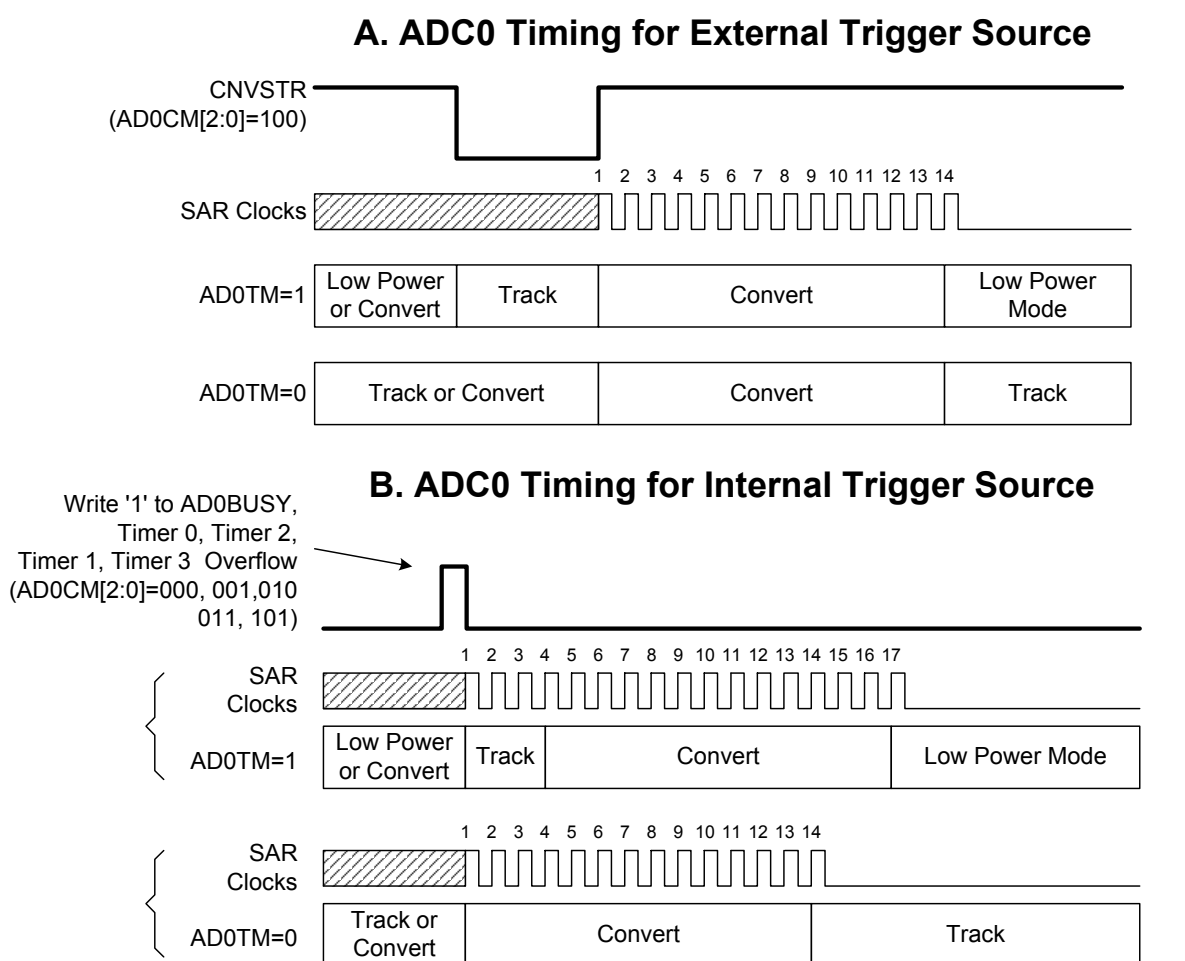 A. ADC0 Timing for External Trigger Source
CNVSTR
(AD0CM[2:0]=100)
1 2 3 4 5 6 7 8 9 10 11 12 13 14
SAR Clocks
AD0TM=1
Low Power
or Convert
Track
Convert
Low Power
Mode
AD0TM=0
Track or Convert
Convert
Track
B. ADC0 Timing for Internal Trigger Source
Write '1' to AD0BUSY,
Timer 0, Timer 2,
Timer 1, Timer 3 Overflow
(AD0CM[2:0]=000, 001,010
011, 101)
1 2 3 4 5 6 7 8 9 10 11 12 13 14 15 16 17
SAR
Clocks
AD0TM=1
Low Power
or Convert
Track
Convert
Low Power Mode
1 2 3 4 5 6 7 8 9 10 11 12 13 14
SAR
Clocks
AD0TM=0
Track or
Convert
Convert
Track